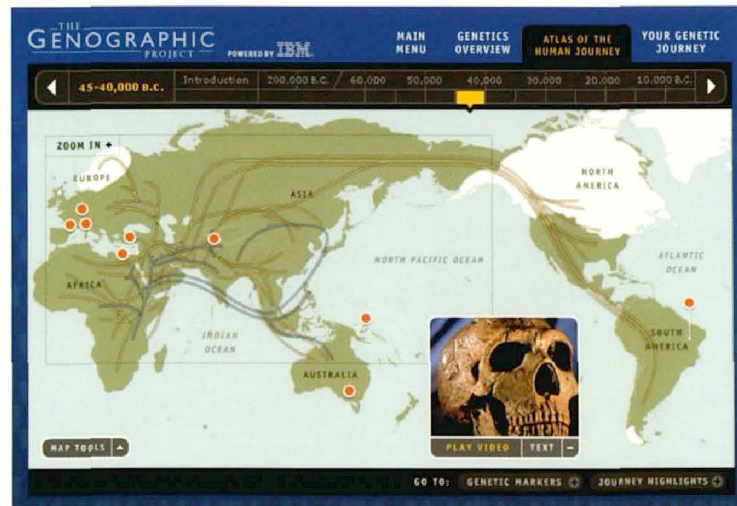 THE
GENOGRAPHIC
PROJECT
POWERED BY IBM
MAIN MENU
GENETICS OVERVIEW
ATLAS OF THE HUMAN JOURNEY
YOUR GENETIC JOURNEY
45-40,000 B.C.
Introduction 200,000 B.C. 60,000 50,000 40,000 30,000 20,000 10,000 B.C.
ZOOM IN +
EUROPE
ASIA
NORTH AMERICA
NORTH PACIFIC OCEAN
ATLANTIC OCEAN
AFRICA
INDIAN OCEAN
SOUTH AMERICA
AUSTRALIA
MAP TOOLS
PLAY VIDEO TEXT –
GO TO: GENETIC MARKERS + JOURNEY HIGHLIGHTS +